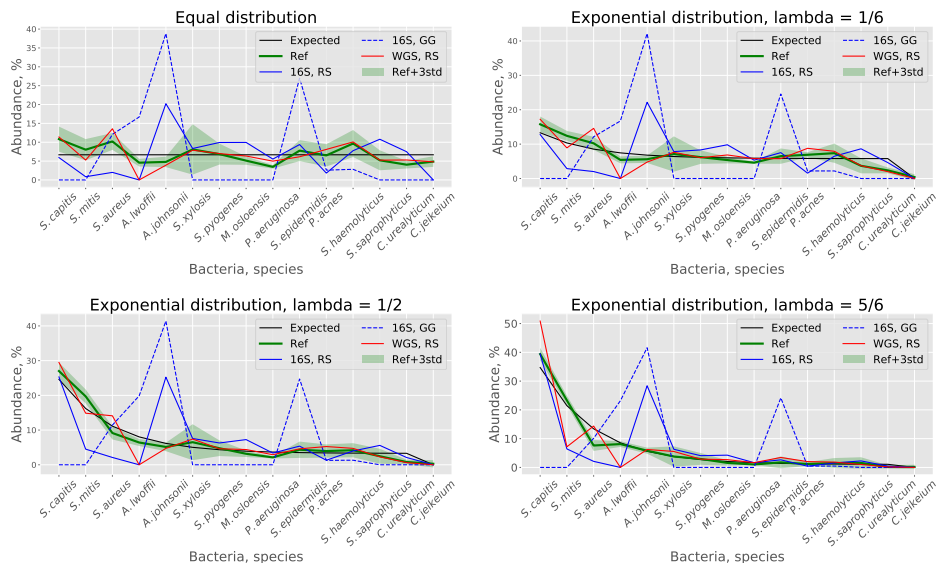 Equal distribution
Abundance, %
40
35
30
25
20
15
10
5
0
Expected
Ref
16S, RS
16S, GG
WGS, RS
Ref+3std
S. capitis
S. mitis
S. aureus
A. lwoffii
A. johnsonii
S. xylosis
S. pyogenes
M. osloensis
P. aeruginosa
S. epidermidis
P. acnes
S. haemolyticus
S. saprophyticus
C. urealyticum
C. jeikeium
Bacteria, species
Exponential distribution, lambda = 1/6
Abundance, %
40
30
20
10
0
Expected
Ref
16S, RS
16S, GG
WGS, RS
Ref+3std
S. capitis
S. mitis
S. aureus
A. lwoffii
A. johnsonii
S. xylosis
S. pyogenes
M. osloensis
P. aeruginosa
S. epidermidis
P. acnes
S. haemolyticus
S. saprophyticus
C. urealyticum
C. jeikeium
Bacteria, species
Exponential distribution, lambda = 1/2
Abundance, %
40
30
20
10
0
Expected
Ref
16S, RS
16S, GG
WGS, RS
Ref+3std
S. capitis
S. mitis
S. aureus
A. lwoffii
A. johnsonii
S. xylosis
S. pyogenes
M. osloensis
P. aeruginosa
S. epidermidis
P. acnes
S. haemolyticus
S. saprophyticus
C. urealyticum
C. jeikeium
Bacteria, species
Exponential distribution, lambda = 5/6
Abundance, %
50
40
30
20
10
0
Expected
Ref
16S, RS
16S, GG
WGS, RS
Ref+3std
S. capitis
S. mitis
S. aureus
A. lwoffii
A. johnsonii
S. xylosis
S. pyogenes
M. osloensis
P. aeruginosa
S. epidermidis
P. acnes
S. haemolyticus
S. saprophyticus
C. urealyticum
C. jeikeium
Bacteria, species